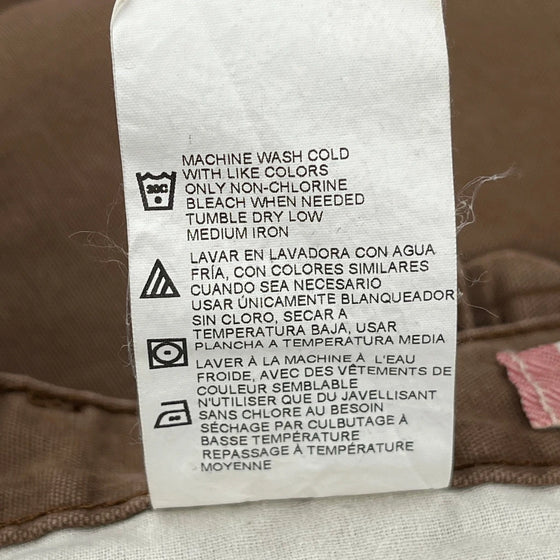 MACHINE WASH COLD
WITH LIKE COLORS
ONLY NON-CHLORINE
BLEACH WHEN NEEDED
TUMBLE DRY LOW
MEDIUM IRON
30C
LAVAR EN LAVADORA CON AGUA
FRÍA, CON COLORES SIMILARES
CUANDO SEA NECESARIO
USAR ÚNICAMENTE BLANQUEADOR
SIN CLORO, SECAR A
TEMPERATURA BAJA, USAR
PLANCHA A TEMPERATURA MEDIA
LAVER À LA MACHINE À L'EAU
FROIDE, AVEC DES VÊTEMENTS DE
COULEUR SEMBLABLE
N'UTILISER QUE DU JAVELLISANT
SANS CHLORE AU BESOIN
SÉCHAGE PAR CULBUTAGE À
BASSE TEMPÉRATURE
REPASSAGE À TEMPÉRATURE
MOYENNE